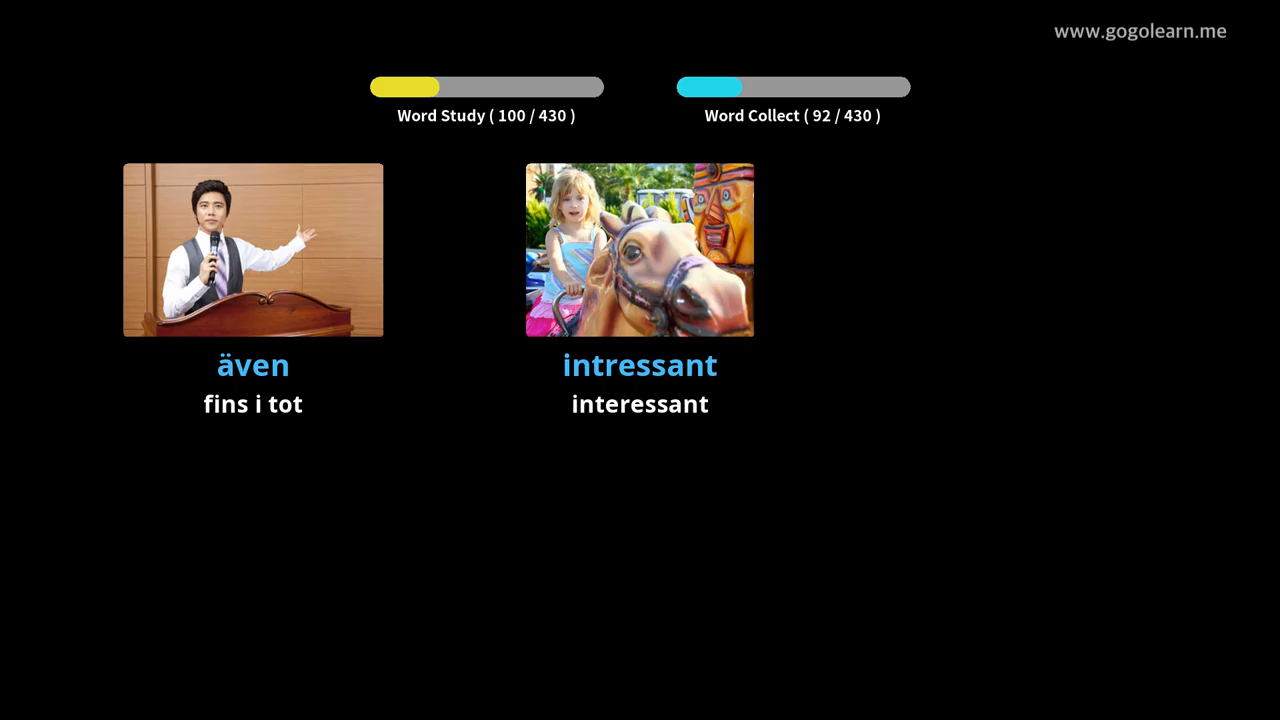 www.gogolearn.me
Word Study ( 100 / 430 )
Word Collect ( 92 / 430 )
även
fins i tot
intressant
interessant